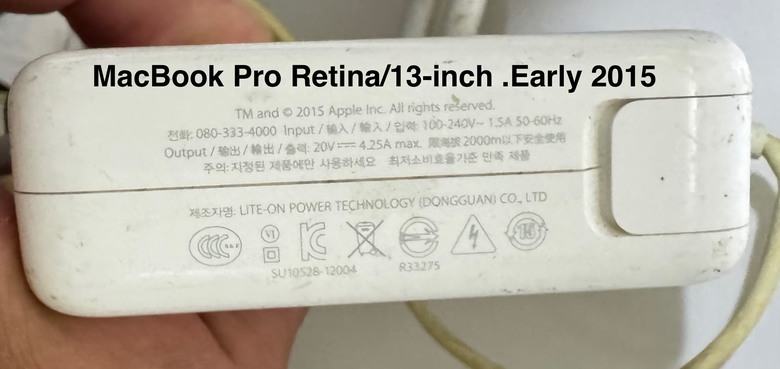 MacBook Pro Retina/13-inch .Early 2015
TM and © 2015 Apple Inc. All rights reserved.
전화: 080-333-4000 Input / 输入 / 輸入 / 입력: 100-240V~ 1.5A 50-60Hz
Output / 输出 / 輸出 / 출력: 20V⎓ 4.25A max. 限海拔 2000m以下安全使用
주의: 지정된 제품에만 사용하세요 최저소비효율기준 만족 제품
제조자명: LITE-ON POWER TECHNOLOGY (DONGGUAN) CO., LTD
CCC VI 15
SU10528-12004 R33275